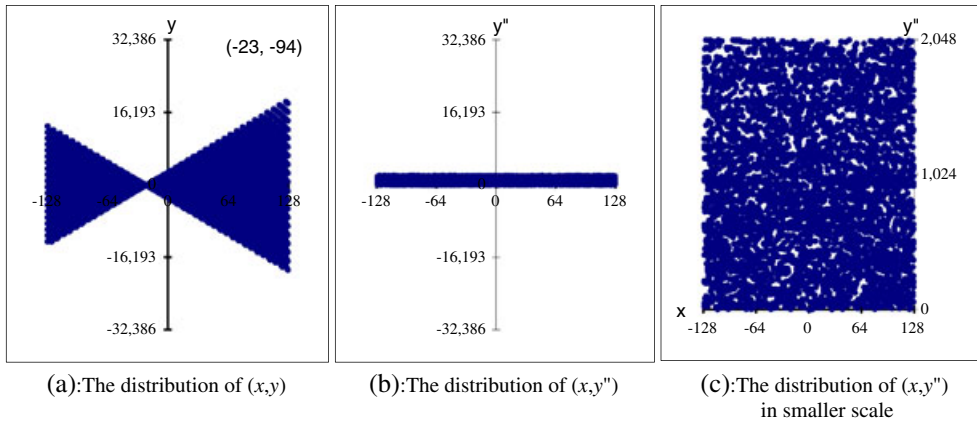 y
32,386
(-23, -94)
16,193
0
-128 -64 0 64 128
-16,193
-32,386
(a):The distribution of (x,y)
y"
32,386
16,193
0
-128 -64 0 64 128
-16,193
-32,386
(b):The distribution of (x,y")
y"
2,048
1,024
0
x
-128 -64 0 64 128
(c):The distribution of (x,y")
in smaller scale